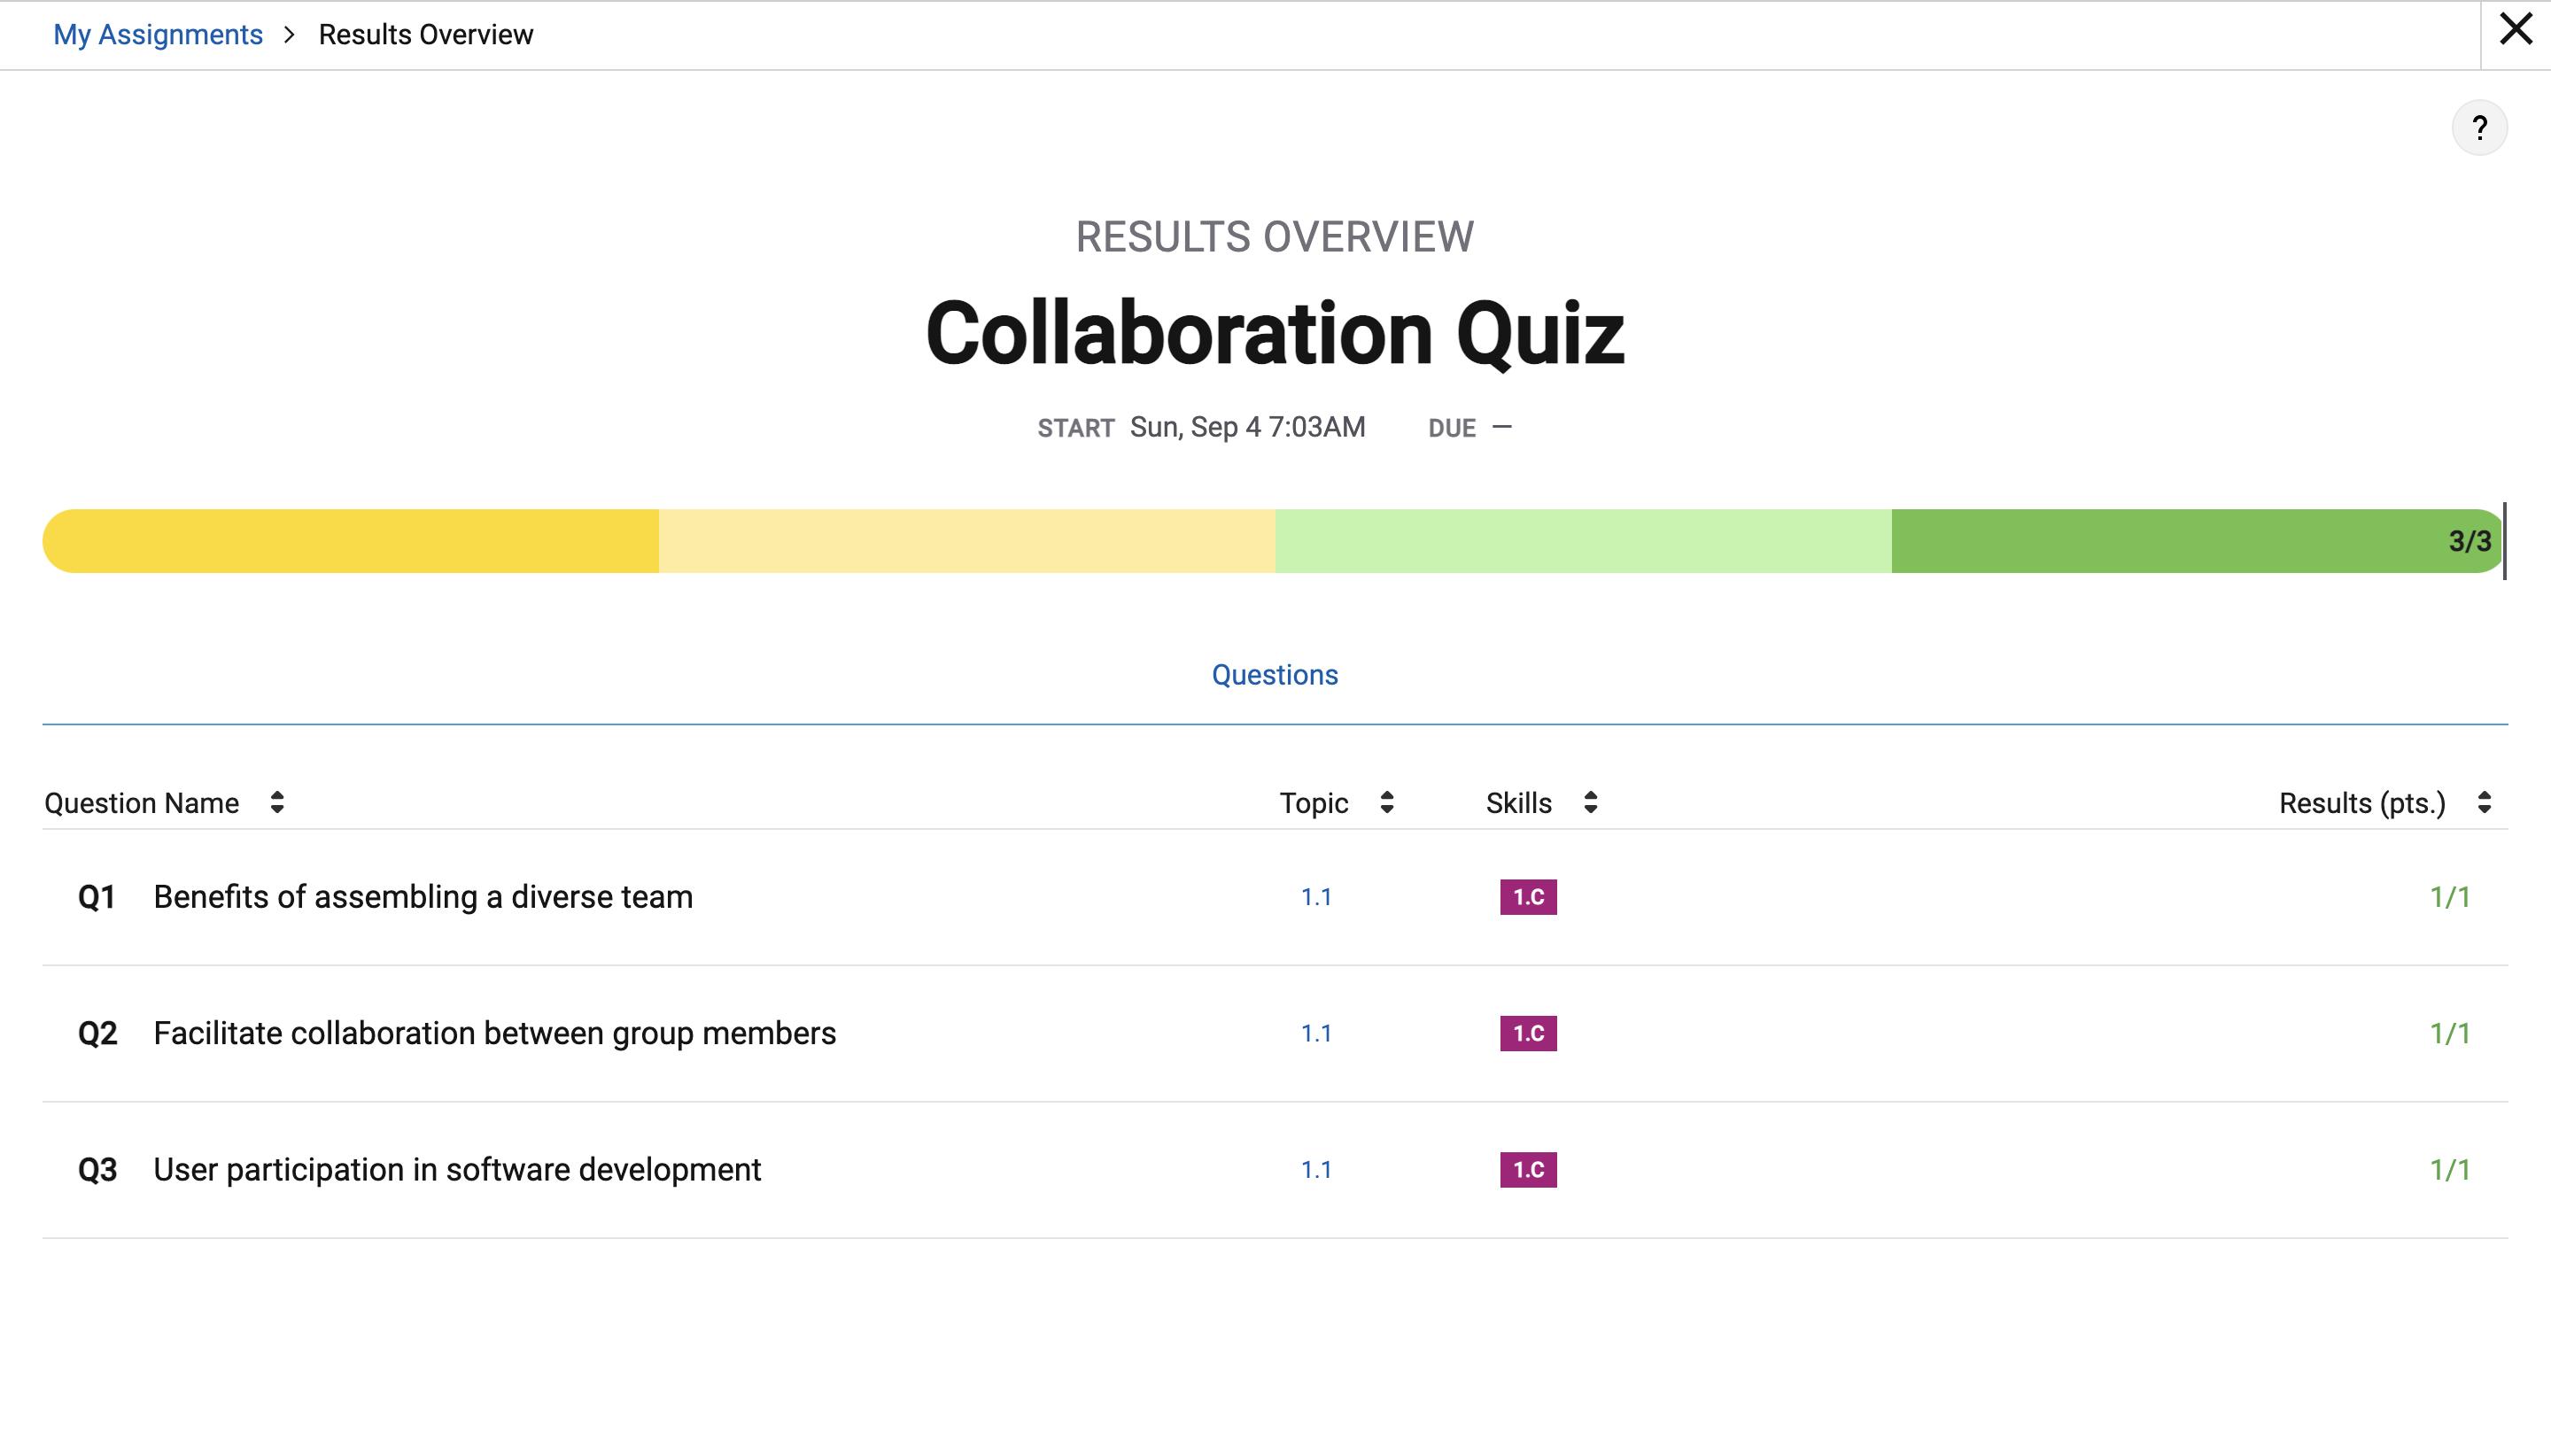 My Assignments > Results Overview
?
RESULTS OVERVIEW
Collaboration Quiz
START Sun, Sep 4 7:03AM DUE —
3/3
Questions
Question Name Topic Skills Results (pts.)
Q1 Benefits of assembling a diverse team 1.1 1.C 1/1
Q2 Facilitate collaboration between group members 1.1 1.C 1/1
Q3 User participation in software development 1.1 1.C 1/1